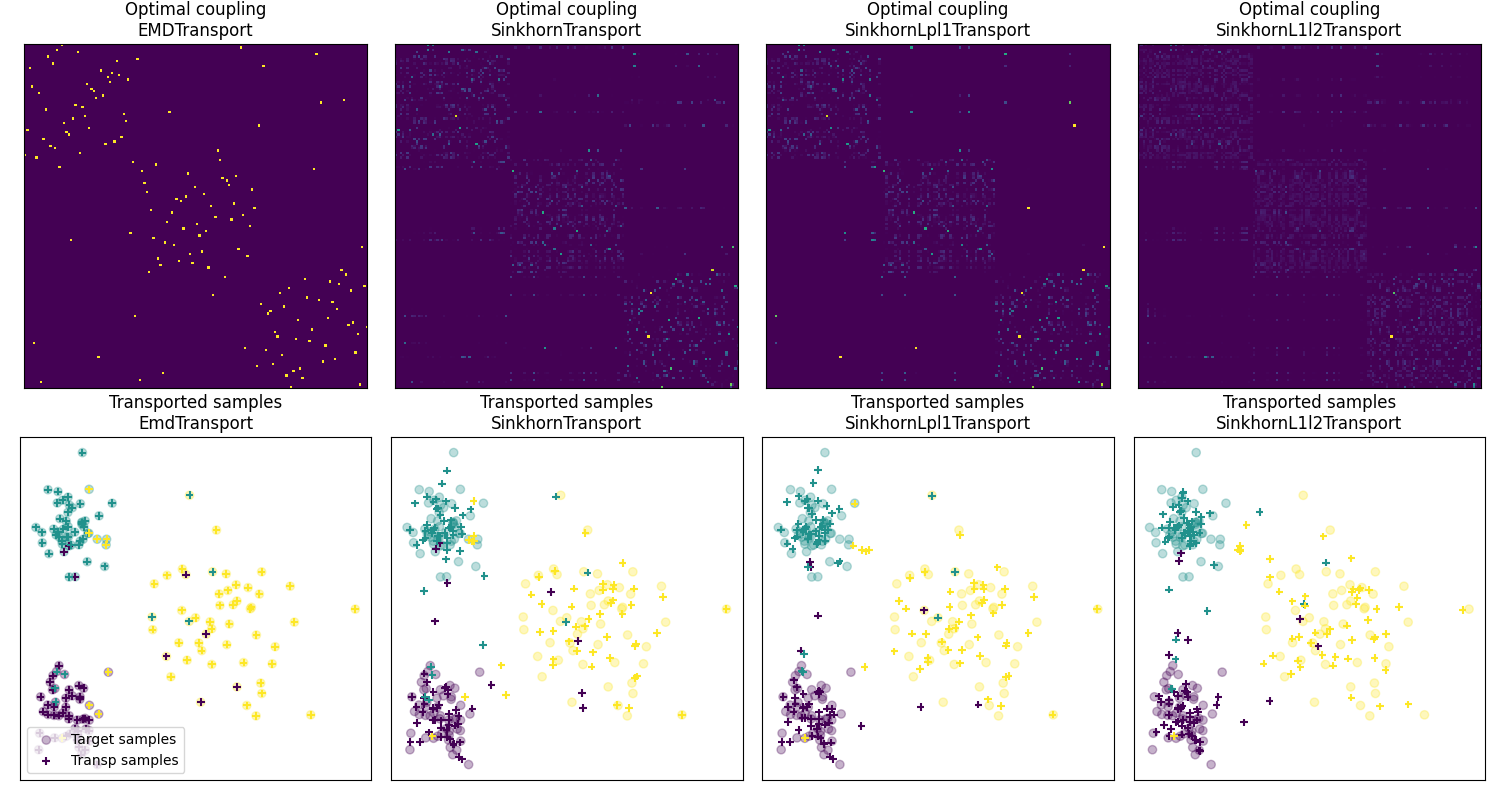 Optimal coupling
EMDTransport
Optimal coupling
SinkhornTransport
Optimal coupling
SinkhornLpl1Transport
Optimal coupling
SinkhornL1l2Transport
Transported samples
EmdTransport
Transported samples
SinkhornTransport
Transported samples
SinkhornLpl1Transport
Transported samples
SinkhornL1l2Transport
Target samples
Transp samples